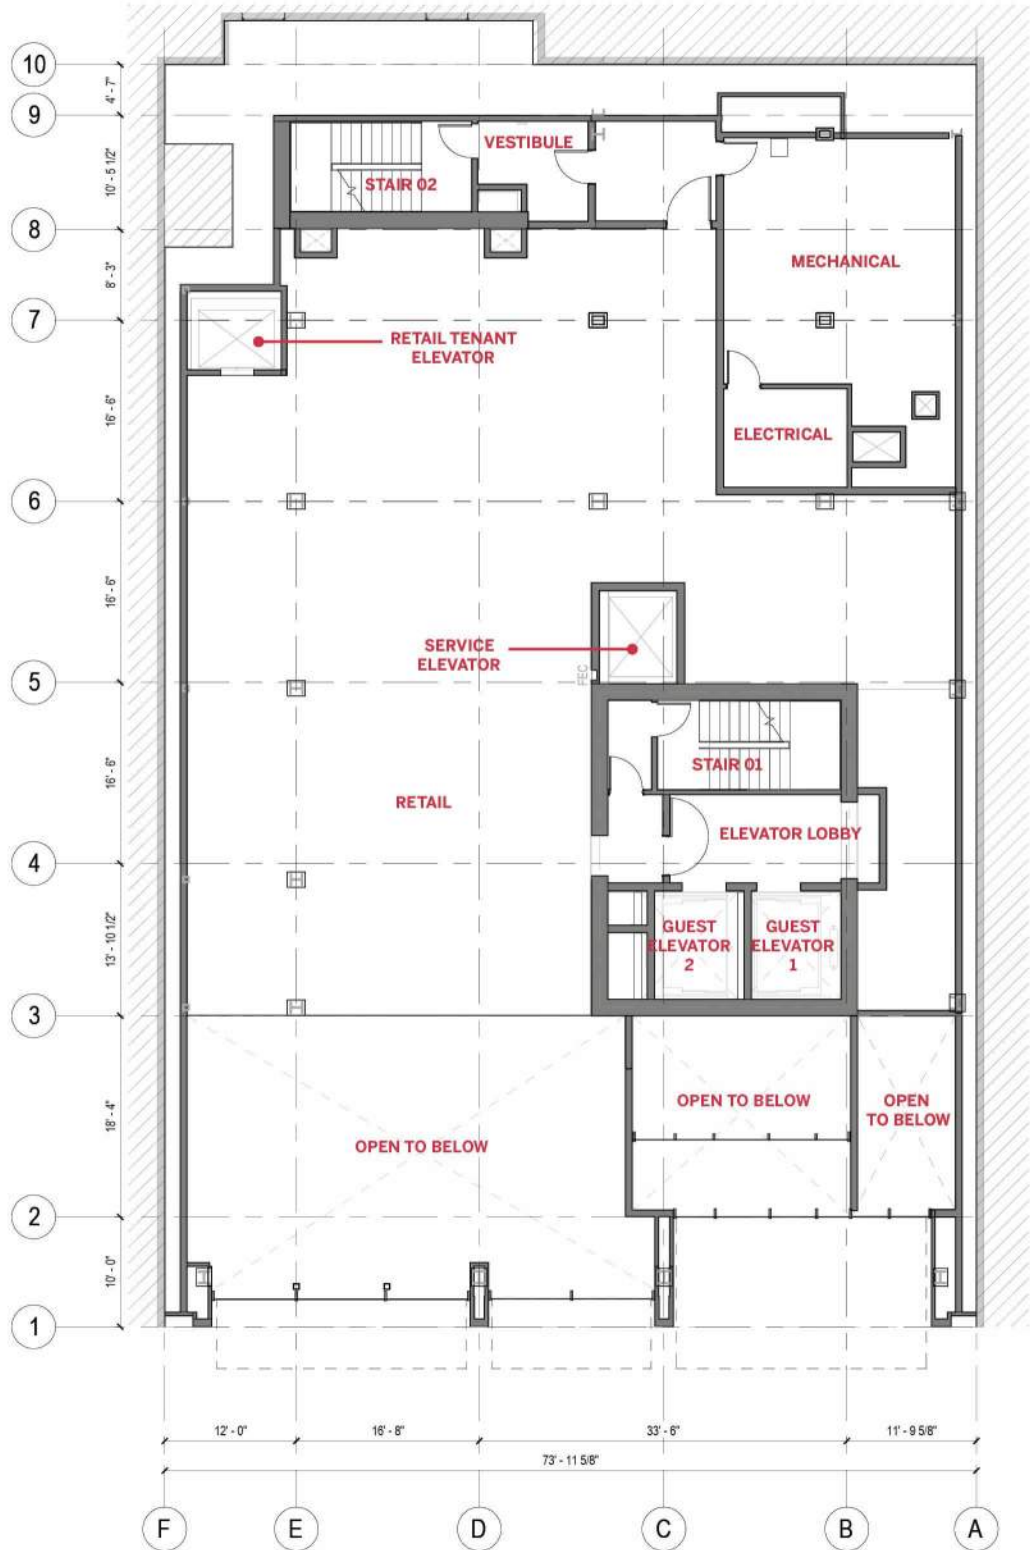 10
4' - 7"
9
10' - 5 1/2"
VESTIBULE
STAIR 02
8
8' - 3"
MECHANICAL
7
RETAIL TENANT
ELEVATOR
16' - 6"
ELECTRICAL
6
16' - 6"
SERVICE
ELEVATOR
FEC
5
16' - 6"
STAIR 01
RETAIL
ELEVATOR LOBBY
4
13' - 10 1/2"
GUEST
ELEVATOR
2
GUEST
ELEVATOR
1
3
18' - 4"
OPEN TO BELOW
OPEN
TO BELOW
OPEN TO BELOW
2
10' - 0"
1
12' - 0"
16' - 8"
33' - 6"
11' - 9 5/8"
73' - 11 5/8"
F
E
D
C
B
A